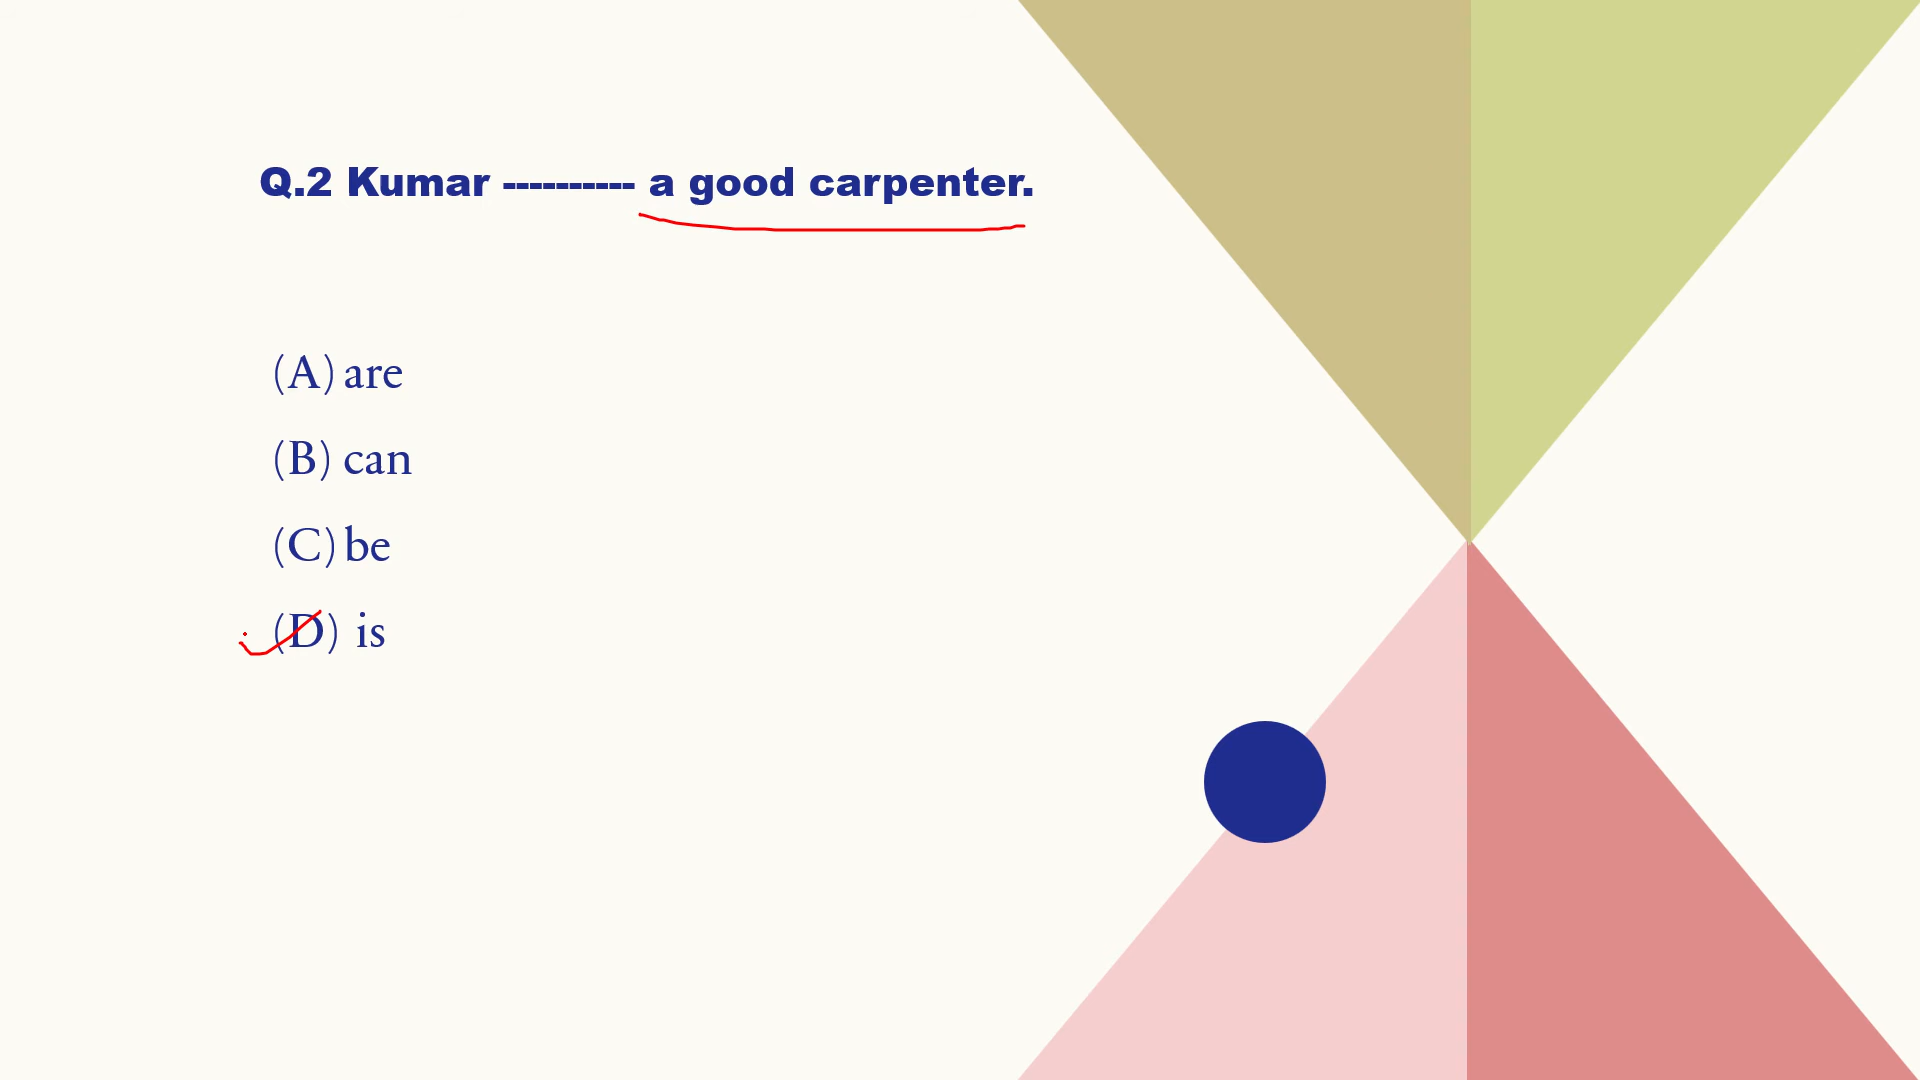 Q.2 Kumar ---------- a good carpenter.
(A) are
(B) can
(C) be
(D) is